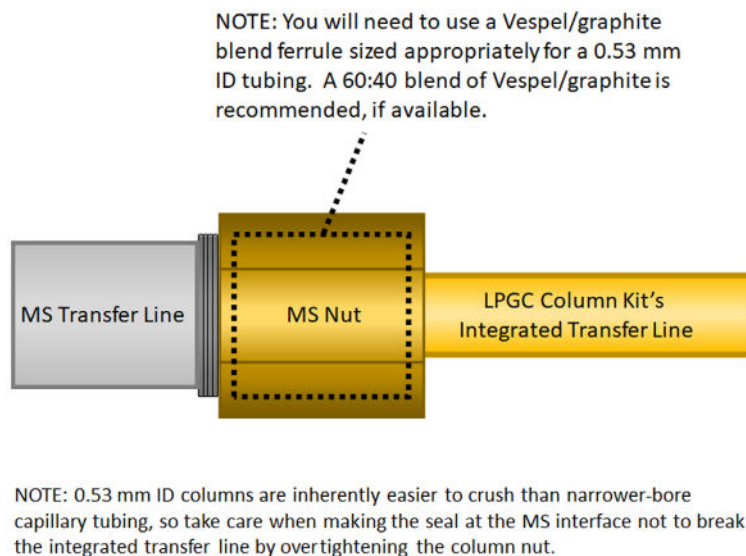 NOTE: You will need to use a Vespel/graphite
blend ferrule sized appropriately for a 0.53 mm
ID tubing.  A 60:40 blend of Vespel/graphite is
recommended, if available.
MS Transfer Line
MS Nut
LPGC Column Kit's
Integrated Transfer Line
NOTE: 0.53 mm ID columns are inherently easier to crush than narrower-bore
capillary tubing, so take care when making the seal at the MS interface not to break
the integrated transfer line by overtightening the column nut.